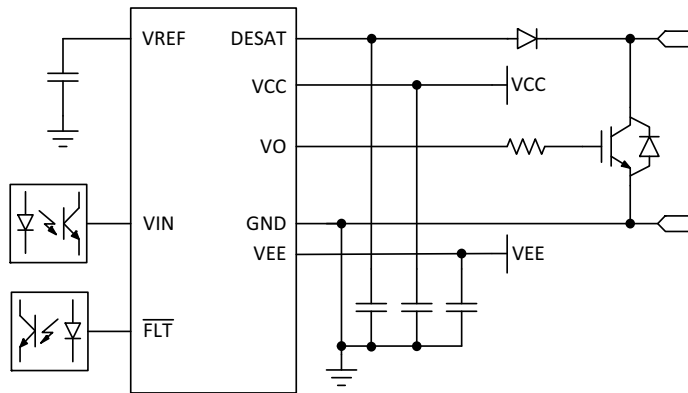 VREF
DESAT
VCC
VCC
VO
VIN
GND
VEE
VEE
FLT